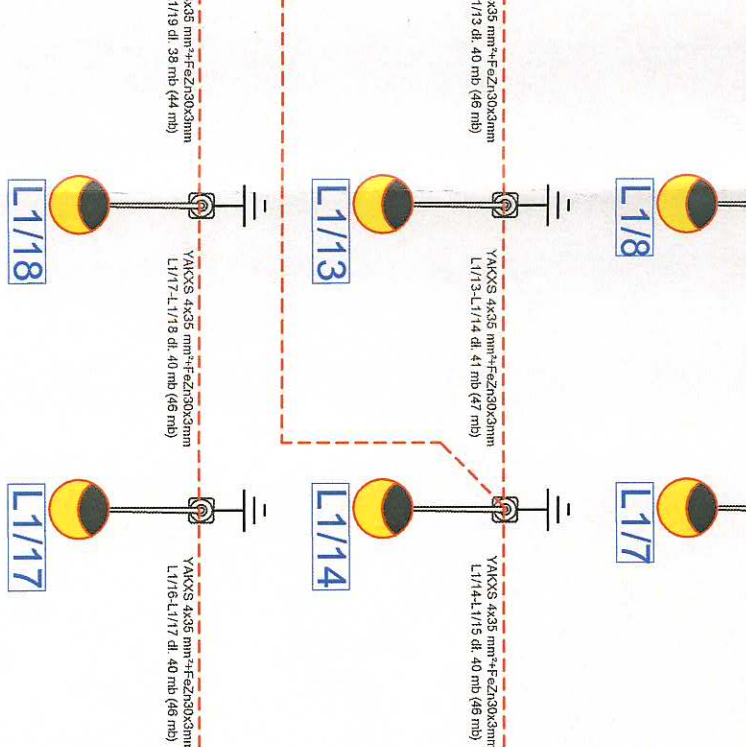 x35 mm²+FeZn30x3mm
1/19 dł. 38 mb (44 mb)
x35 mm²+FeZn30x3mm
1/13 dł. 40 mb (46 mb)
L1/18
L1/13
L1/8
YAKXS 4x35 mm²+FeZn30x3mm
L1/17-L1/18 dł. 40 mb (46 mb)
YAKXS 4x35 mm²+FeZn30x3mm
L1/13-L1/14 dł. 41 mb (47 mb)
L1/17
L1/14
L1/7
YAKXS 4x35 mm²+FeZn30x3mm
L1/16-L1/17 dł. 40 mb (46 mb)
YAKXS 4x35 mm²+FeZn30x3mm
L1/14-L1/15 dł. 40 mb (46 mb)